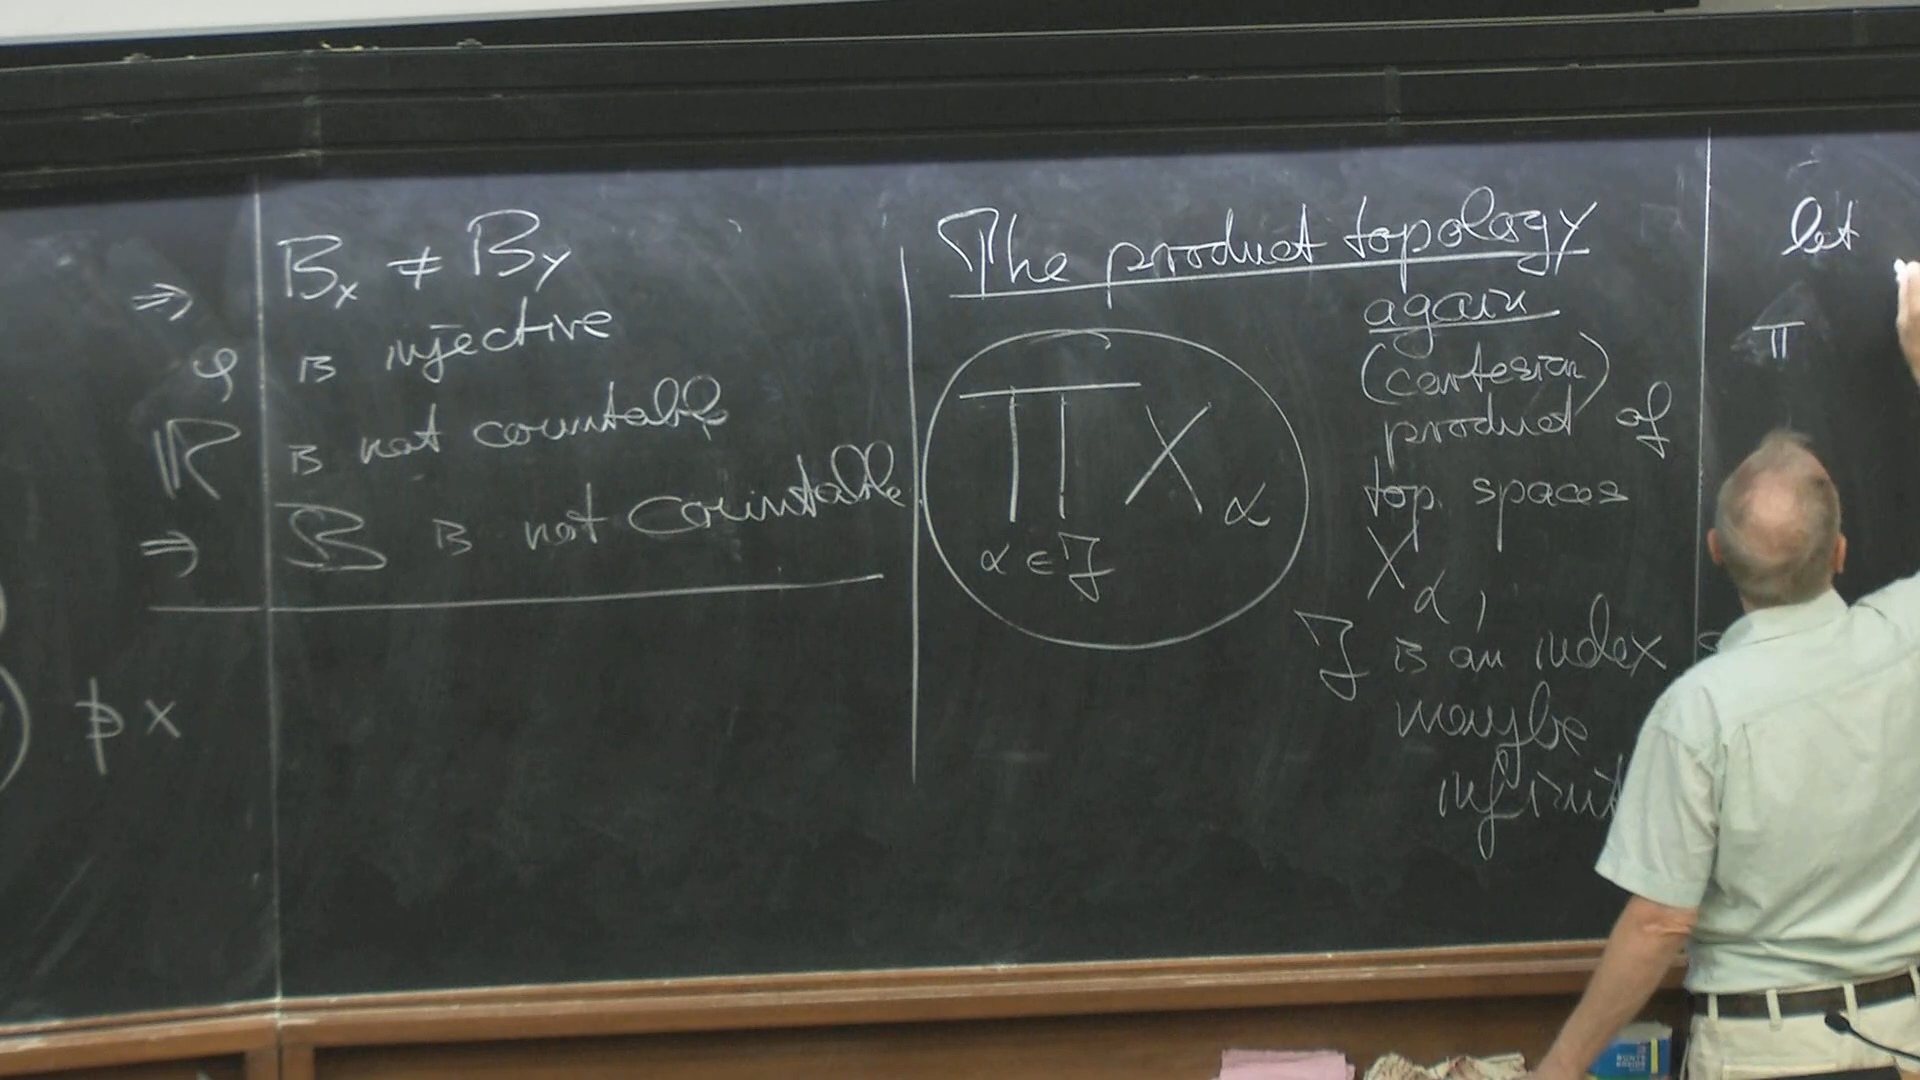 ⇒ B_x ≠ B_y
φ is injective
ℝ is not countable
⇒ ℬ is not countable
∌ x
The product topology
again
∏ X_α
α ∈ J
(cartesian)
product of
top. spaces
X_α,
J is an index
maybe
let
π